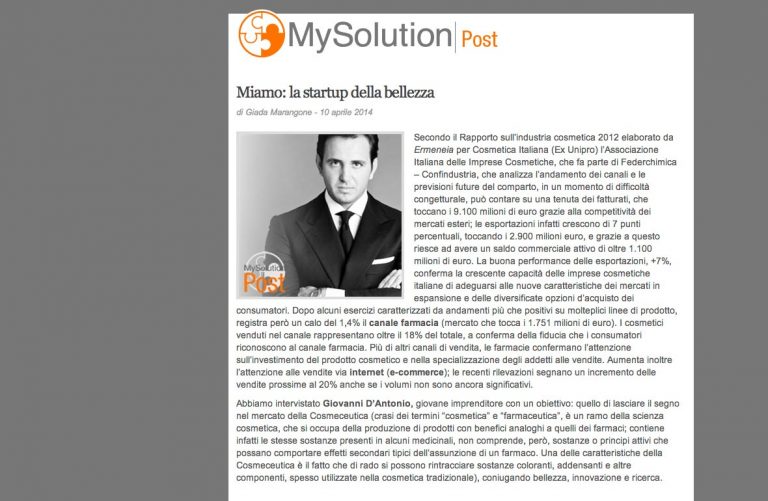 MySolution Post
Miamo: la startup della bellezza
di Giada Marangone - 10 aprile 2014
Secondo il Rapporto sull'industria cosmetica 2012 elaborato da
Ermeneia per Cosmetica Italiana (Ex Unipro) l'Associazione
Italiana delle Imprese Cosmetiche, che fa parte di Federchimica
– Confindustria, che analizza l'andamento dei canali e le
previsioni future del comparto, in un momento di difficoltà
congetturale, può contare su una tenuta dei fatturati, che
toccano i 9.100 milioni di euro grazie alla competitività dei
mercati esteri; le esportazioni infatti crescono di 7 punti
percentuali, toccando i 2.900 milioni euro, e grazie a questo
riesce ad avere un saldo commerciale attivo di oltre 1.100
milioni di euro. La buona performance delle esportazioni, +7%,
conferma la crescente capacità delle imprese cosmetiche
italiane di adeguarsi alle nuove caratteristiche dei mercati in
espansione e delle diversificate opzioni d'acquisto dei
MySolution
Post
consumatori. Dopo alcuni esercizi caratterizzati da andamenti più che positivi su molteplici linee di prodotto,
registra però un calo del 1,4% il canale farmacia (mercato che tocca i 1.751 milioni di euro). I cosmetici
venduti nel canale rappresentano oltre il 18% del totale, a conferma della fiducia che i consumatori
riconoscono al canale farmacia. Più di altri canali di vendita, le farmacie confermano l'attenzione
sull'investimento del prodotto cosmetico e nella specializzazione degli addetti alle vendite. Aumenta inoltre
l'attenzione alle vendite via internet (e-commerce); le recenti rilevazioni segnano un incremento delle
vendite prossime al 20% anche se i volumi non sono ancora significativi.
Abbiamo intervistato Giovanni D'Antonio, giovane imprenditore con un obiettivo: quello di lasciare il segno
nel mercato della Cosmeceutica (crasi dei termini “cosmetica” e “farmaceutica”, è un ramo della scienza
cosmetica, che si occupa della produzione di prodotti con benefici analoghi a quelli dei farmaci; contiene
infatti le stesse sostanze presenti in alcuni medicinali, non comprende, però, sostanze o principi attivi che
possano comportare effetti secondari tipici dell'assunzione di un farmaco. Una delle caratteristiche della
Cosmeceutica è il fatto che di rado si possono rintracciare sostanze coloranti, addensanti e altre
componenti, spesso utilizzate nella cosmetica tradizionale), coniugando bellezza, innovazione e ricerca.